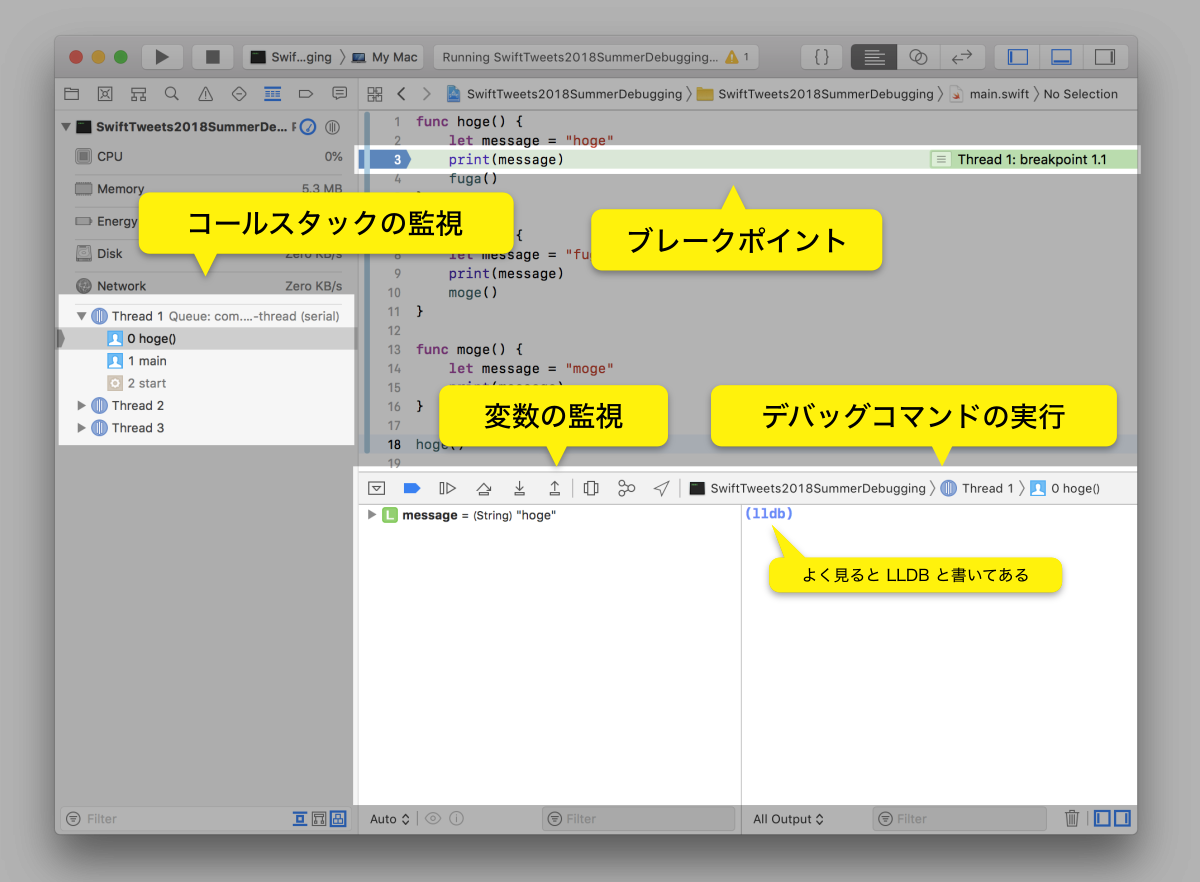 Swif...ging 〉 My Mac
Running SwiftTweets2018SummerDebugging... 1
{ }
SwiftTweets2018SummerDebugging 〉 SwiftTweets2018SummerDebugging 〉 main.swift 〉 No Selection
SwiftTweets2018SummerDe...
CPU 0%
Memory 5.3 MB
Energy
Disk Zero KB/s
Network Zero KB/s
Thread 1 Queue: com....-thread (serial)
0 hoge()
1 main
2 start
Thread 2
Thread 3
Filter
コールスタックの監視
1 func hoge() {
2 let message = "hoge"
3 print(message) Thread 1: breakpoint 1.1
4 fuga()
{
8 let message = "fu
9 print(message)
10 moge()
11 }
12
13 func moge() {
14 let message = "moge"
15 print(message)
16 }
17
18 hoge()
19
ブレークポイント
変数の監視
デバッグコマンドの実行
SwiftTweets2018SummerDebugging 〉 Thread 1 〉 0 hoge()
L message = (String) "hoge"
(lldb)
よく見ると LLDB と書いてある
Auto Filter
All Output Filter